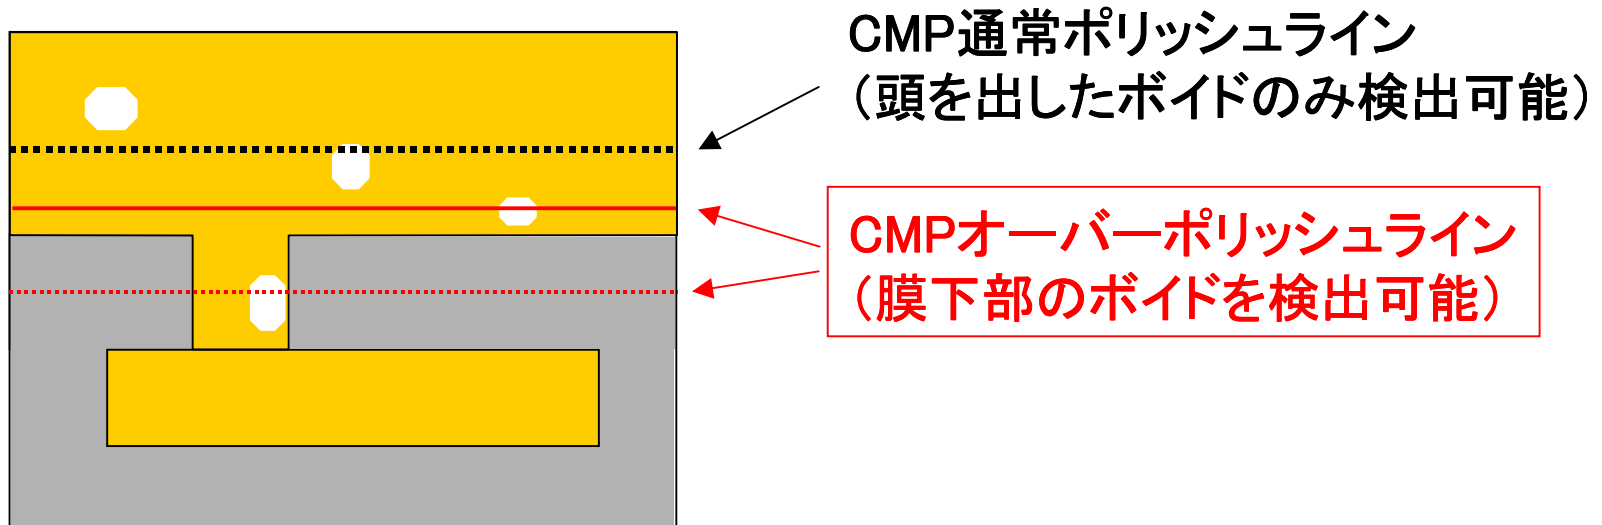 CMP通常ポリッシュライン
（頭を出したボイドのみ検出可能）
CMPオーバーポリッシュライン
（膜下部のボイドを検出可能）